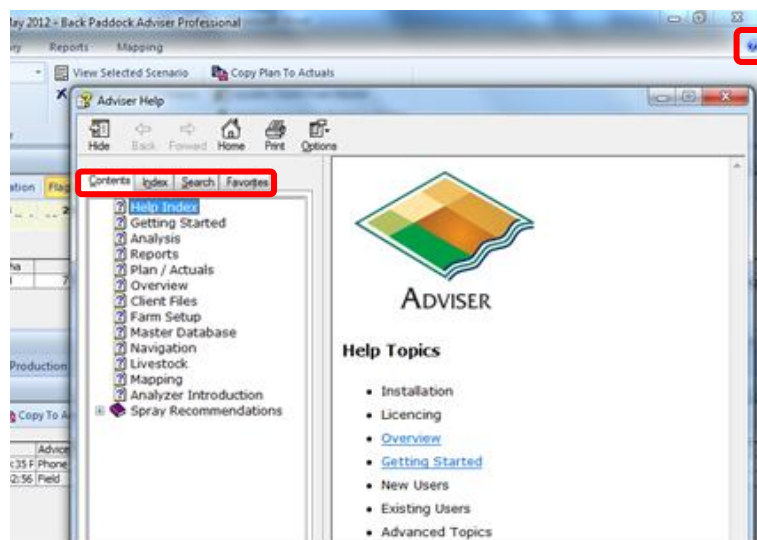 May 2012 - Back Paddock Adviser Professional
Reports Mapping
View Selected Scenario Copy Plan To Actuals
Adviser Help
Hide Back Forward Home Print Options
Contents Index Search Favorites
Help Index
Getting Started
Analysis
Reports
Plan / Actuals
Overview
Client Files
Farm Setup
Master Database
Navigation
Livestock
Mapping
Analyzer Introduction
Spray Recommendations
ADVISER
Help Topics
• Installation
• Licencing
• Overview
• Getting Started
• New Users
• Existing Users
• Advanced Topics
Flag
Production
Copy To A
Advice
:35 F Phone
2:56 Field